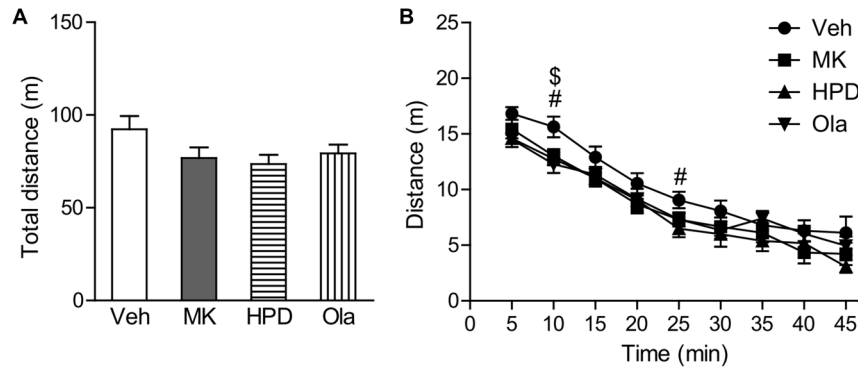 A
Total distance (m)
150
100
50
0
Veh MK HPD Ola
B
Distance (m)
25
20
15
10
5
0
$
#
#
Veh
MK
HPD
Ola
0 5 10 15 20 25 30 35 40 45
Time (min)